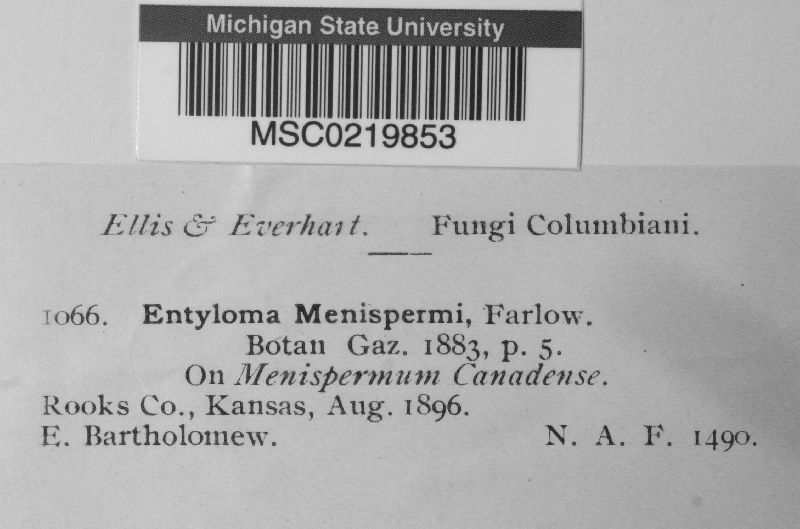 Michigan State University
MSC0219853
Ellis & Everhart. Fungi Columbiani.
1066. Entyloma Menispermi, Farlow.
Botan Gaz. 1883, p. 5.
On Menispermum Canadense.
Rooks Co., Kansas, Aug. 1896.
E. Bartholomew. N. A. F. 1490.